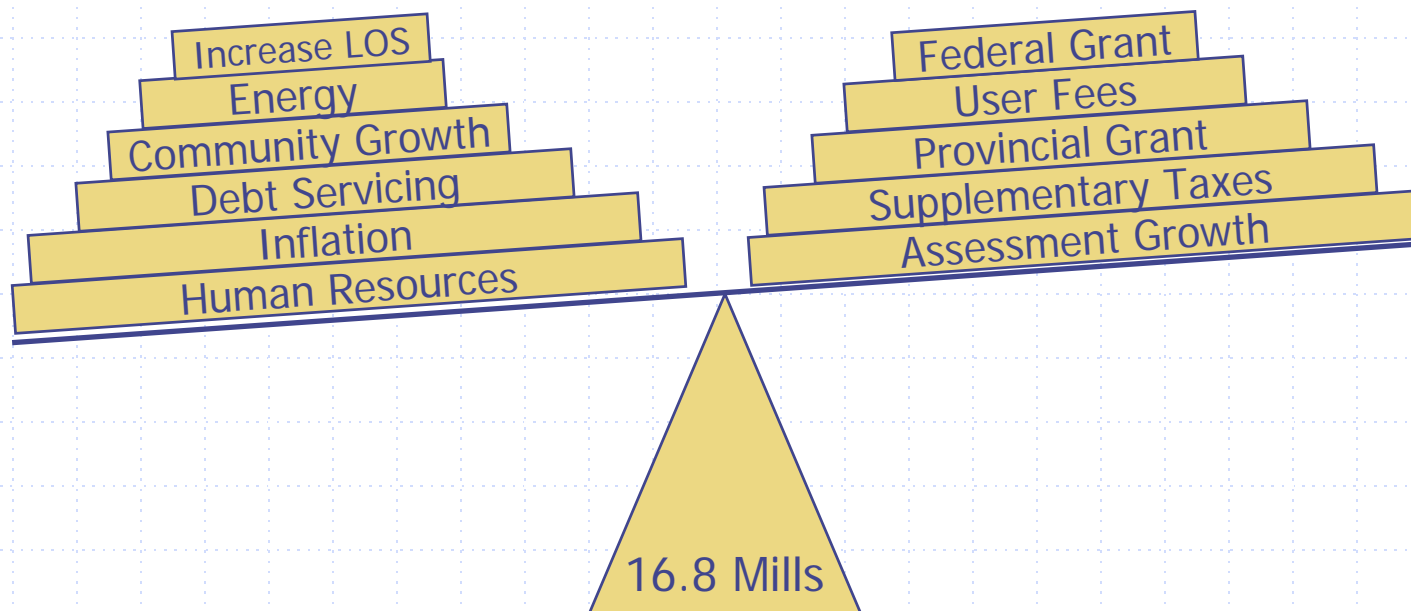 Increase LOS
Energy
Community Growth
Debt Servicing
Inflation
Human Resources
Federal Grant
User Fees
Provincial Grant
Supplementary Taxes
Assessment Growth
16.8 Mills